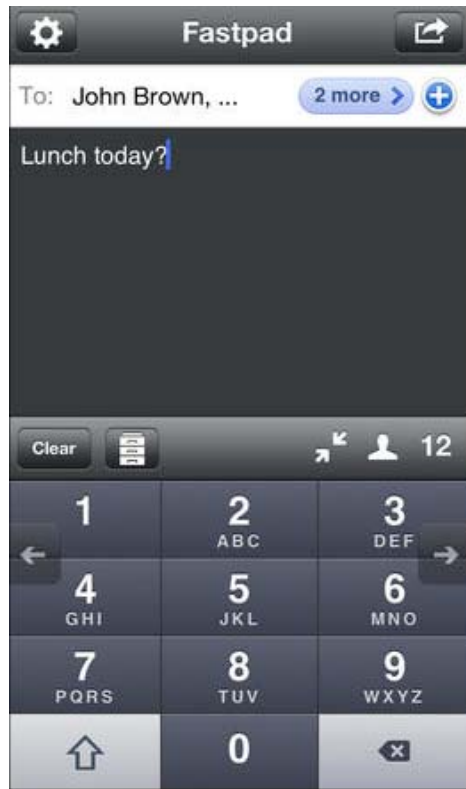 Fastpad
To: John Brown, ... 2 more >
Lunch today?
Clear 12
1 2 3
ABC DEF
4 5 6
GHI JKL MNO
7 8 9
PQRS TUV WXYZ
0